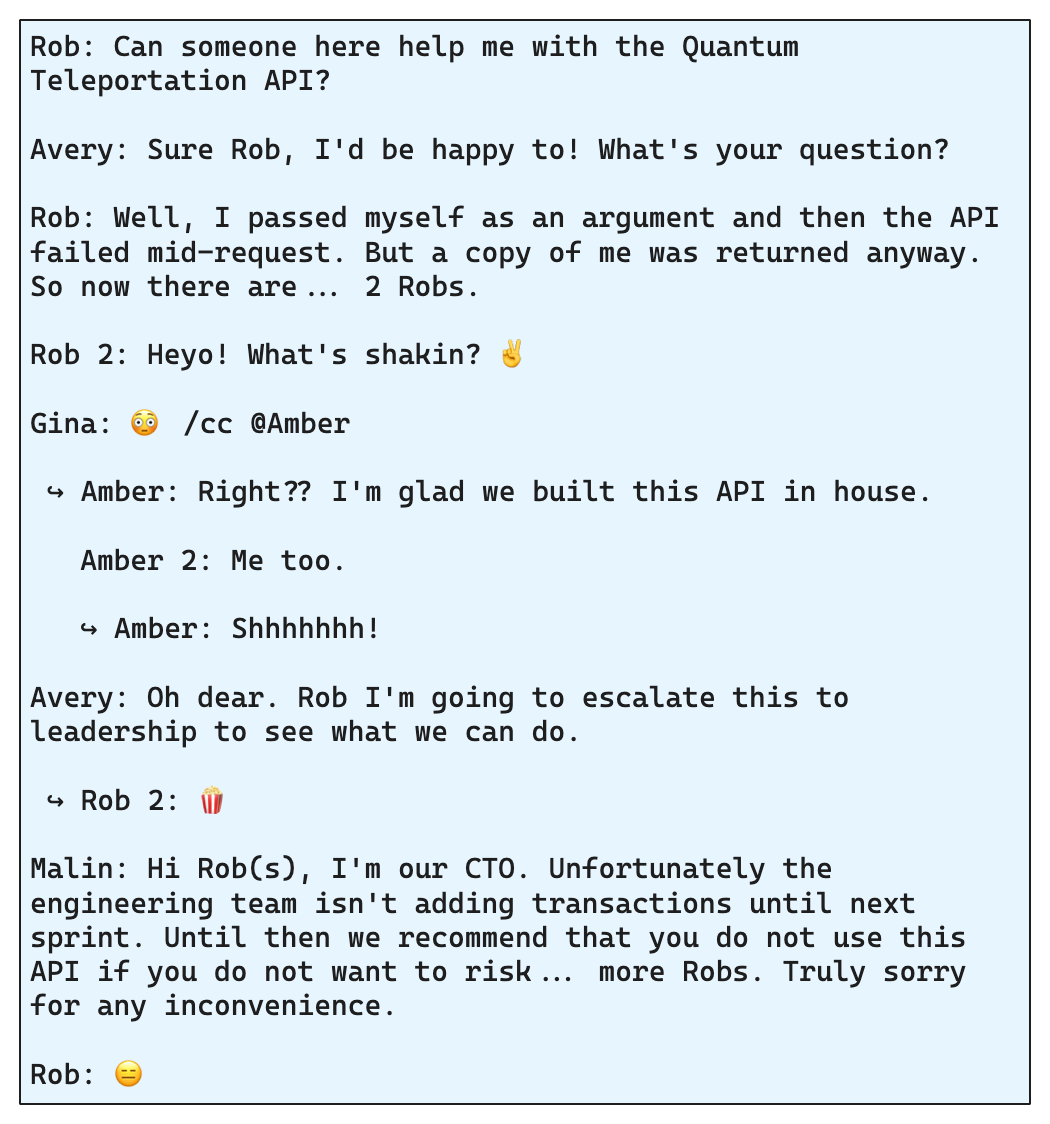 Rob: Can someone here help me with the Quantum
Teleportation API?
Avery: Sure Rob, I'd be happy to! What's your question?
Rob: Well, I passed myself as an argument and then the API
failed mid-request. But a copy of me was returned anyway.
So now there are... 2 Robs.
Rob 2: Heyo! What's shakin? ✌️
Gina: 😳 /cc @Amber
↪ Amber: Right?? I'm glad we built this API in house.
Amber 2: Me too.
↪ Amber: Shhhhhhh!
Avery: Oh dear. Rob I'm going to escalate this to
leadership to see what we can do.
↪ Rob 2: 🍿
Malin: Hi Rob(s), I'm our CTO. Unfortunately the
engineering team isn't adding transactions until next
sprint. Until then we recommend that you do not use this
API if you do not want to risk... more Robs. Truly sorry
for any inconvenience.
Rob: 😑